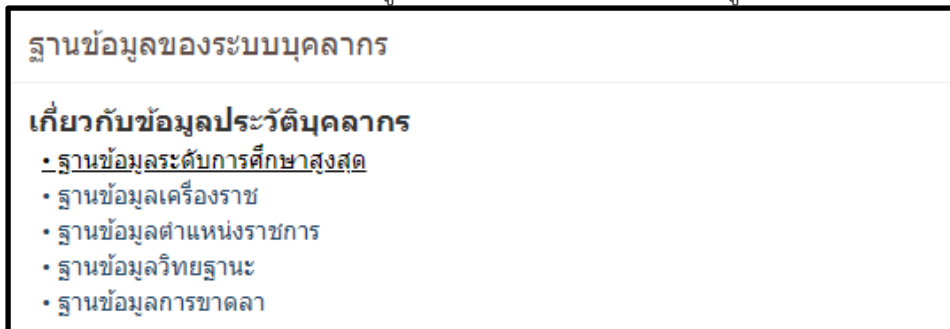 ฐานข้อมูลของระบบบุคลากร
เกี่ยวกับข้อมูลประวัติบุคลากร
• ฐานข้อมูลระดับการศึกษาสูงสุด
• ฐานข้อมูลเครื่องราช
• ฐานข้อมูลตำแหน่งราชการ
• ฐานข้อมูลวิทยฐานะ
• ฐานข้อมูลการขาดลา